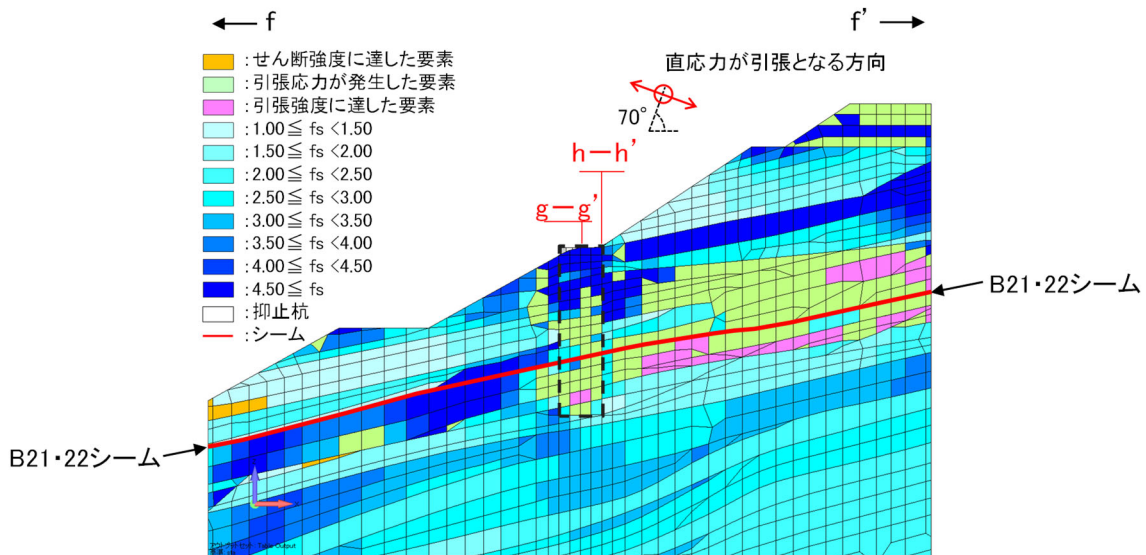 f
f'
:せん断強度に達した要素
:引張応力が発生した要素
:引張強度に達した要素
:1.00≦ fs <1.50
:1.50≦ fs <2.00
:2.00≦ fs <2.50
:2.50≦ fs <3.00
:3.00≦ fs <3.50
:3.50≦ fs <4.00
:4.00≦ fs <4.50
:4.50≦ fs
:抑止杭
:シーム
直応力が引張となる方向
70°
h-h'
g-g'
B21・22シーム
B21・22シーム